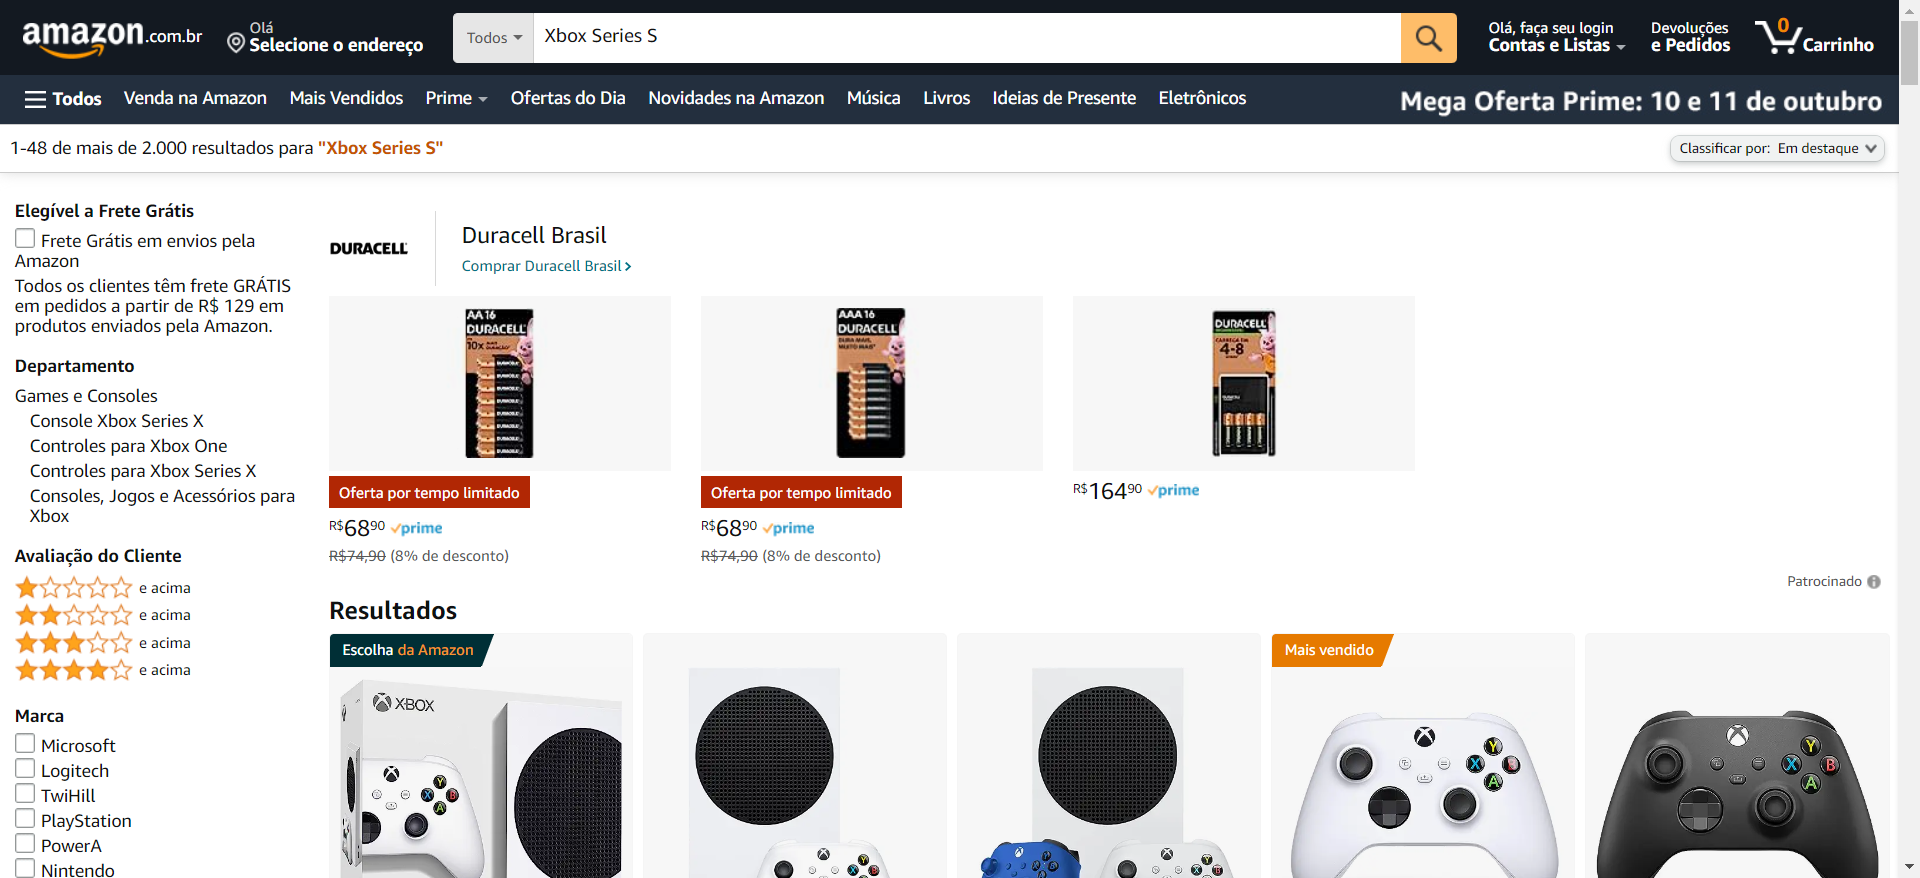 amazon.com.br
Olá
Selecione o endereço
Todos
Xbox Series S
Olá, faça seu login
Contas e Listas
Devoluções
e Pedidos
0
Carrinho
Todos
Venda na Amazon
Mais Vendidos
Prime
Ofertas do Dia
Novidades na Amazon
Música
Livros
Ideias de Presente
Eletrônicos
Mega Oferta Prime: 10 e 11 de outubro
1-48 de mais de 2.000 resultados para "Xbox Series S"
Classificar por: Em destaque
Elegível a Frete Grátis
Frete Grátis em envios pela
Amazon
Todos os clientes têm frete GRÁTIS
em pedidos a partir de R$ 129 em
produtos enviados pela Amazon.
Departamento
Games e Consoles
Console Xbox Series X
Controles para Xbox One
Controles para Xbox Series X
Consoles, Jogos e Acessórios para
Xbox
Avaliação do Cliente
e acima
e acima
e acima
e acima
Marca
Microsoft
Logitech
TwiHill
PlayStation
PowerA
Nintendo
DURACELL
Duracell Brasil
Comprar Duracell Brasil
AA 16
DURACELL
10x
AAA 16
DURACELL
DURA MAIS,
MUITO MAIS
DURACELL
CARREGA EM
4-8
Oferta por tempo limitado
R$68,90 prime
R$74,90 (8% de desconto)
Oferta por tempo limitado
R$68,90 prime
R$74,90 (8% de desconto)
R$164,90 prime
Patrocinado
Resultados
Escolha da Amazon
XBOX
Y
X
B
A
Mais vendido
Y
X
B
A
Y
X
B
A